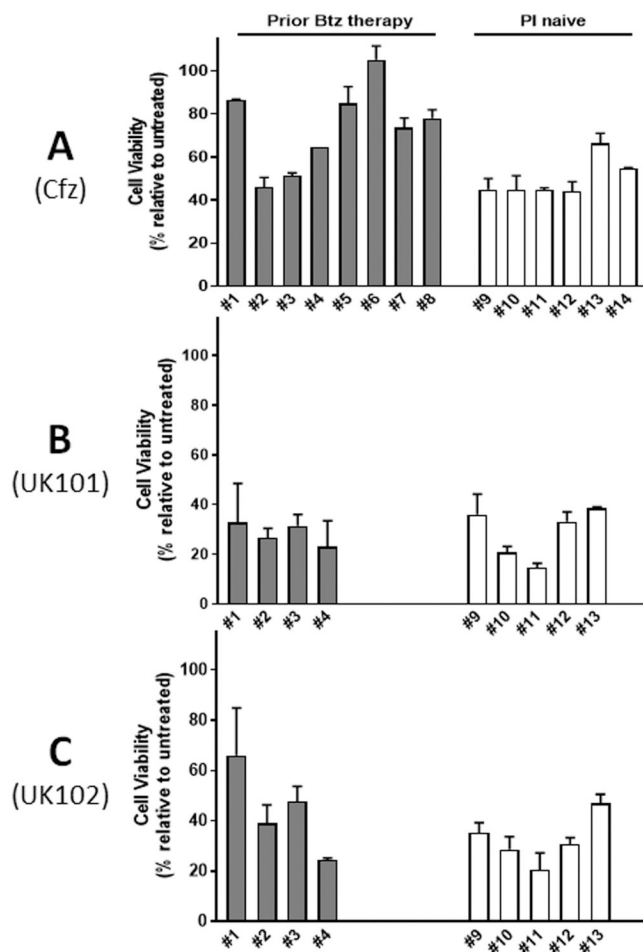 Prior Btz therapy PI naive
A
(Cfz)
Cell Viability
(% relative to untreated)
100
80
60
40
20
0
#1 #2 #3 #4 #5 #6 #7 #8 #9 #10 #11 #12 #13 #14
B
(UK101)
Cell Viability
(% relative to untreated)
100
80
60
40
20
0
#1 #2 #3 #4 #9 #10 #11 #12 #13
C
(UK102)
Cell Viability
(% relative to untreated)
100
80
60
40
20
0
#1 #2 #3 #4 #9 #10 #11 #12 #13